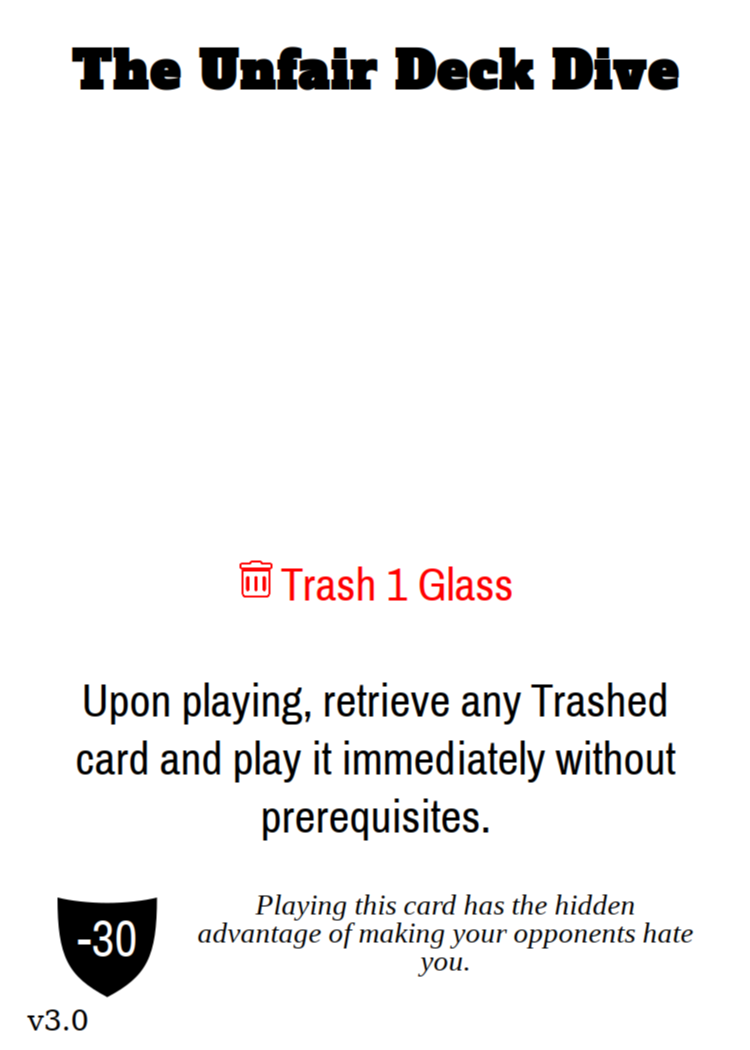 The Unfair Deck Dive
Trash 1 Glass
Upon playing, retrieve any Trashed
card and play it immediately without
prerequisites.
-30
Playing this card has the hidden
advantage of making your opponents hate
you.
v3.0